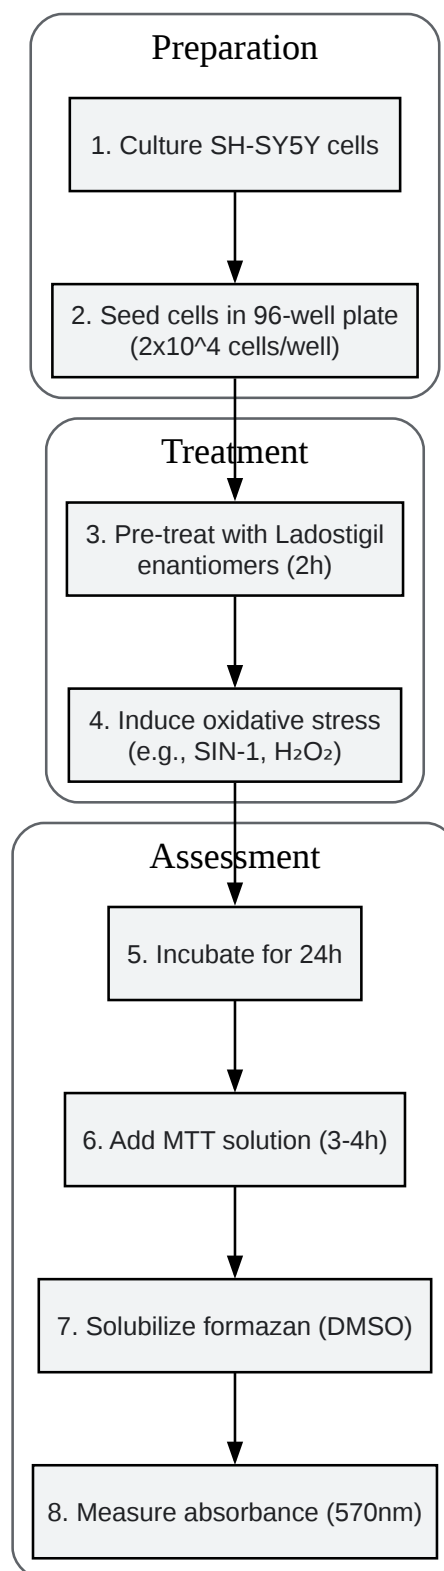 Preparation
1. Culture SH-SY5Y cells
2. Seed cells in 96-well plate
(2x10^4 cells/well)
Treatment
3. Pre-treat with Ladostigil
enantiomers (2h)
4. Induce oxidative stress
(e.g., SIN-1, H₂O₂)
Assessment
5. Incubate for 24h
6. Add MTT solution (3-4h)
7. Solubilize formazan (DMSO)
8. Measure absorbance (570nm)